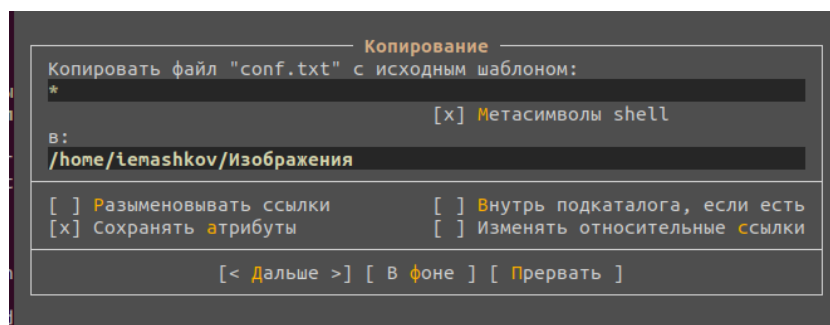 Копирование
Копировать файл "conf.txt" с исходным шаблоном:
*
[x] Метасимволы shell
в:
/home/iemashkov/Изображения
[ ] Разыменовывать ссылки [ ] Внутрь подкаталога, если есть
[x] Сохранять атрибуты [ ] Изменять относительные ссылки
[< Дальше >] [ В фоне ] [ Прервать ]